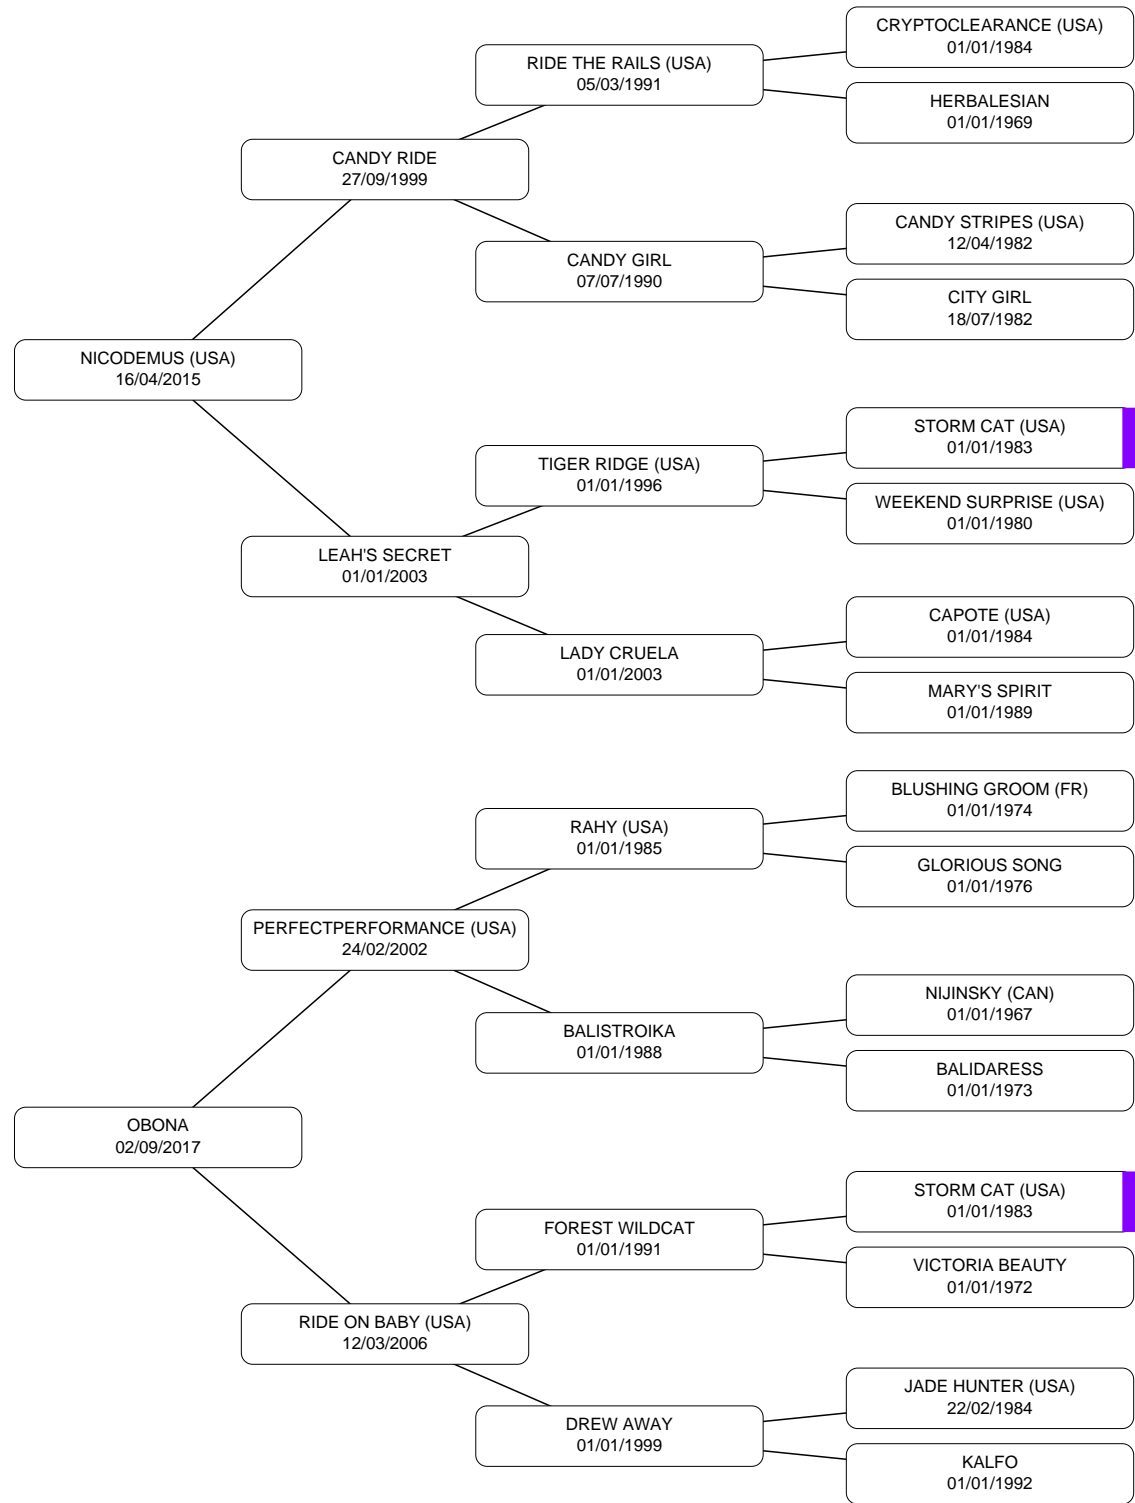 CRYPTOCLEARANCE (USA)
01/01/1984
RIDE THE RAILS (USA)
05/03/1991
HERBALESIAN
01/01/1969
CANDY RIDE
27/09/1999
CANDY STRIPES (USA)
12/04/1982
CANDY GIRL
07/07/1990
CITY GIRL
18/07/1982
NICODEMUS (USA)
16/04/2015
STORM CAT (USA)
01/01/1983
TIGER RIDGE (USA)
01/01/1996
WEEKEND SURPRISE (USA)
01/01/1980
LEAH'S SECRET
01/01/2003
CAPOTE (USA)
01/01/1984
LADY CRUELA
01/01/2003
MARY'S SPIRIT
01/01/1989
BLUSHING GROOM (FR)
01/01/1974
RAHY (USA)
01/01/1985
GLORIOUS SONG
01/01/1976
PERFECTPERFORMANCE (USA)
24/02/2002
NIJINSKY (CAN)
01/01/1967
BALISTROIKA
01/01/1988
BALIDARESS
01/01/1973
OBONA
02/09/2017
STORM CAT (USA)
01/01/1983
FOREST WILDCAT
01/01/1991
VICTORIA BEAUTY
01/01/1972
RIDE ON BABY (USA)
12/03/2006
JADE HUNTER (USA)
22/02/1984
DREW AWAY
01/01/1999
KALFO
01/01/1992